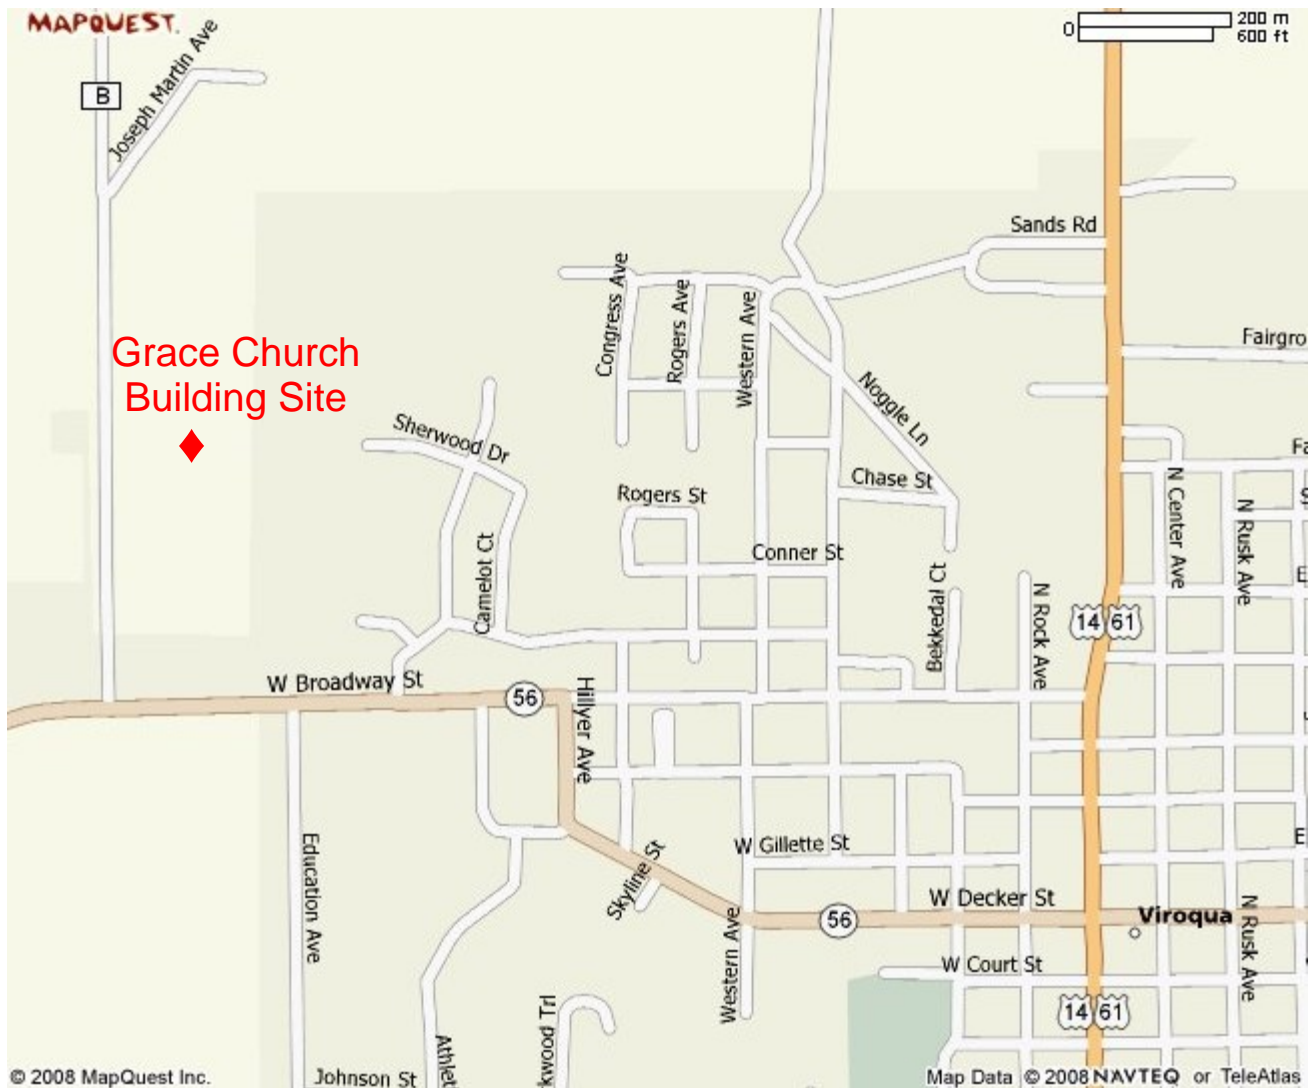 MAPQUEST.
0
200 m
600 ft
B
Joseph Martin Ave
Sands Rd
Congress Ave
Rogers Ave
Western Ave
Fairgro
Grace Church
Building Site
Noggle Ln
Sherwood Dr
Chase St
Rogers St
N Center Ave
N Rusk Ave
Conner St
Camelot Ct
Bekkedal Ct
N Rock Ave
14
61
W Broadway St
56
Hillyer Ave
W Gillette St
Education Ave
Skyline St
W Decker St
56
Viroqua
Western Ave
N Rusk Ave
W Court St
14
61
kwood Trl
Athlet
Johnson St
© 2008 MapQuest Inc.
Map Data © 2008 NAVTEQ or TeleAtlas